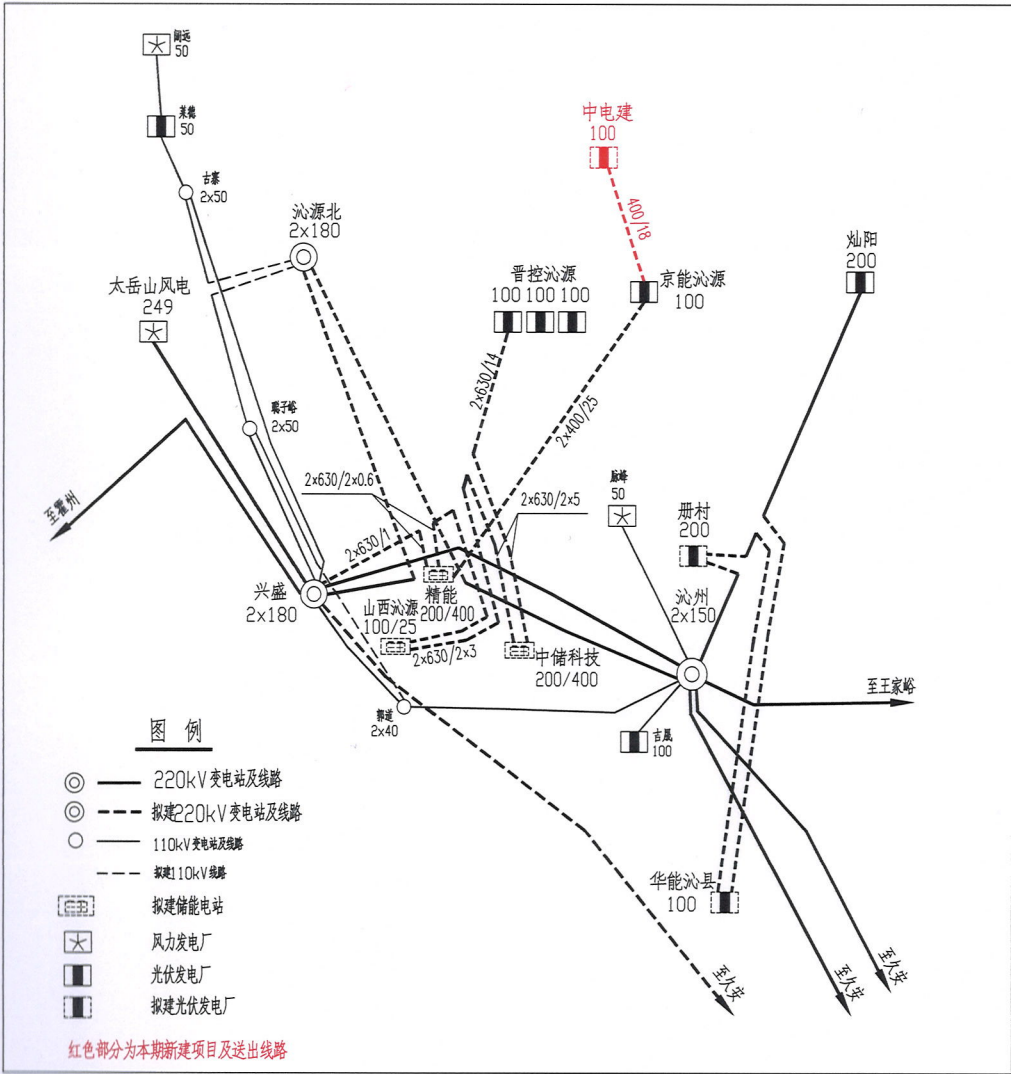 阔远
50
莱德
50
古寨
2x50
沁源北
2x180
太岳山风电
249
中电建
100
400/18
晋控沁源
100 100 100
京能沁源
100
灿阳
200
2x630/14
2x400/25
聪子峪
2x50
至霍州
2x630/2x0.6
2x630/2x5
2x630/1
脉峰
50
册村
200
兴盛
2x180
精能
200/400
山西沁源
100/25
2x630/2x3
中储科技
200/400
沁州
2x150
至王家峪
郭道
2x40
吉晟
100
华能沁县
100
至久安
至久安
至久安
图 例
220kV变电站及线路
拟建220kV变电站及线路
110kV变电站及线路
拟建110kV线路
拟建储能电站
风力发电厂
光伏发电厂
拟建光伏发电厂
红色部分为本期新建项目及送出线路